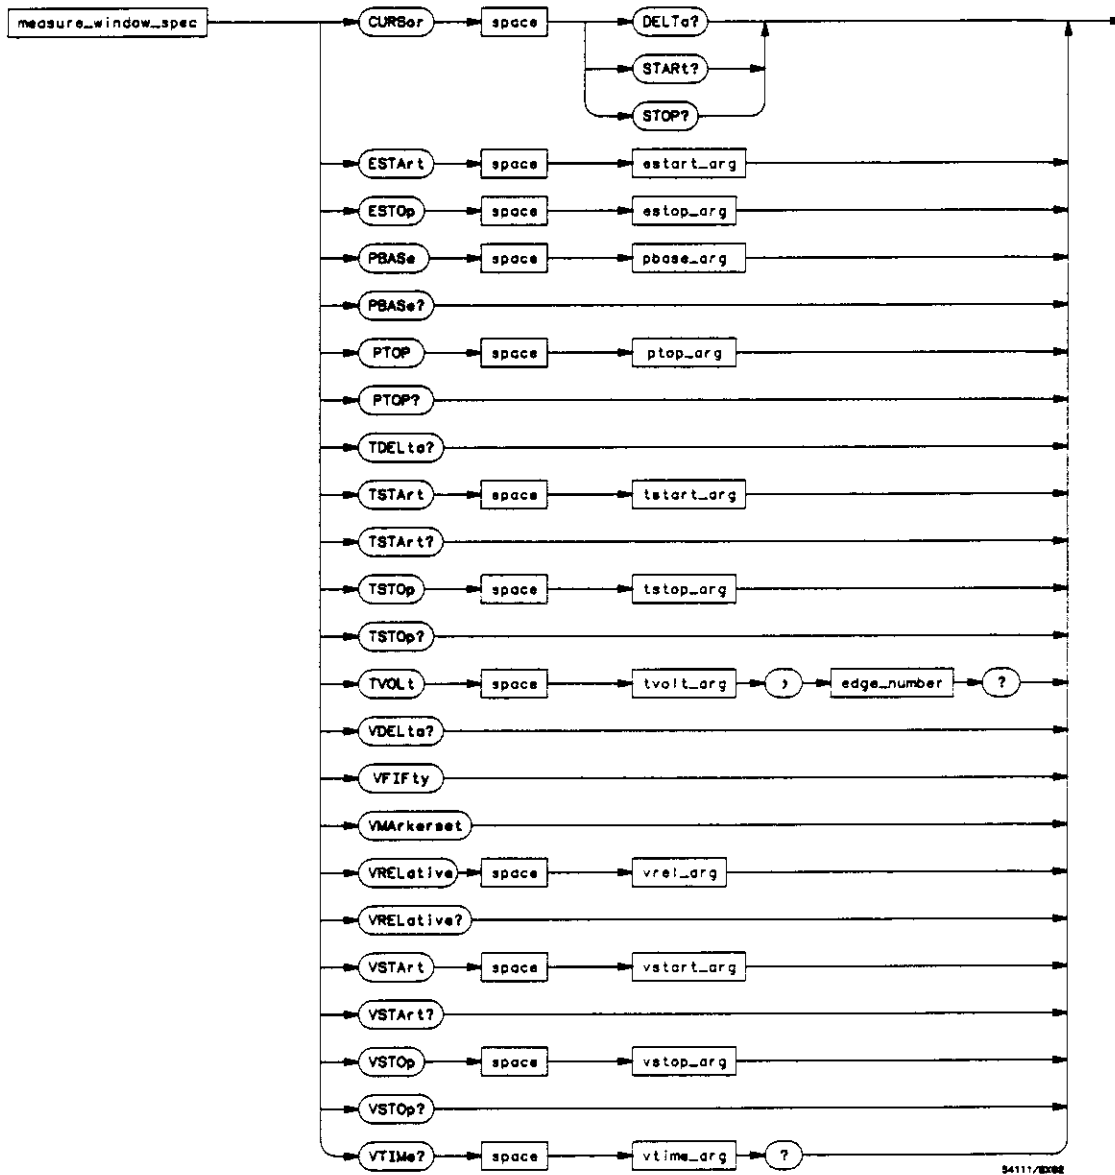 measure_window_spec CURSor space DELTa?
STARt?
STOP?
ESTArt space estart_arg
ESTOp space estop_arg
PBASe space pbase_arg
PBASe?
PTOP space ptop_arg
PTOP?
TDELta?
TSTArt space tstart_arg
TSTArt?
TSTOp space tstop_arg
TSTOp?
TVOLt space tvolt_arg , edge_number ?
VDELta?
VFIFty
VMArkerset
VRELative space vrel_arg
VRELative?
VSTArt space vstart_arg
VSTArt?
VSTOp space vstop_arg
VSTOp?
VTIMe? space vtime_arg ?